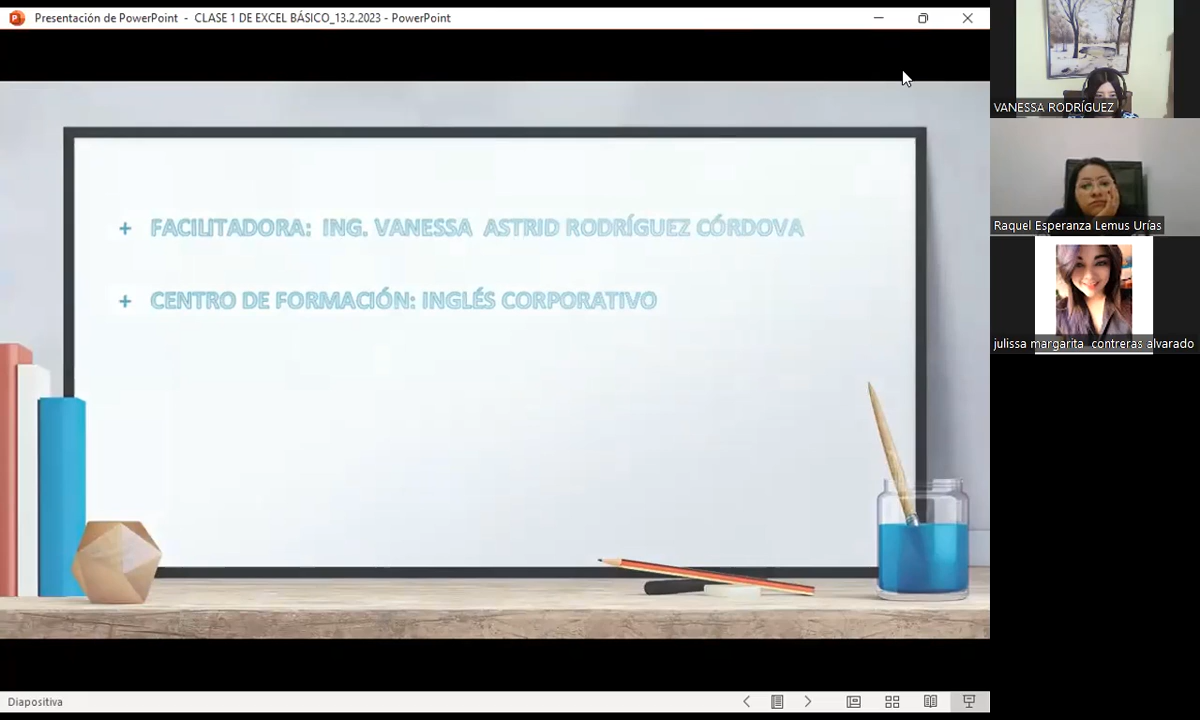 Presentación de PowerPoint - CLASE 1 DE EXCEL BÁSICO_13.2.2023 - PowerPoint
VANESSA RODRÍGUEZ
+ FACILITADORA: ING. VANESSA ASTRID RODRÍGUEZ CÓRDOVA
Raquel Esperanza Lemus Urías
+ CENTRO DE FORMACIÓN: INGLÉS CORPORATIVO
julissa margarita contreras alvarado
Diapositiva